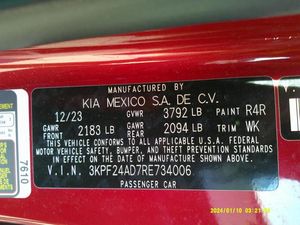 MFD BY
KIA MEXICO S.A. DE C.V.
12/23 GVWR 3792 LB PAINT R4R
GAWR GAWR
FRONT 2183 LB REAR 2094 LB TRIM WK
THIS VEHICLE CONFORMS TO ALL APPLICABLE FEDERAL
MOTOR VEHICLE SAFETY, BUMPER, AND
THEFT PREVENTION STANDARDS IN EFFECT ON
THE DATE OF MANUFACTURE SHOWN ABOVE.
V.I.N. 3KPF24AD7RE734006
PASSENGER CAR
7610
2024/01/10 03:21